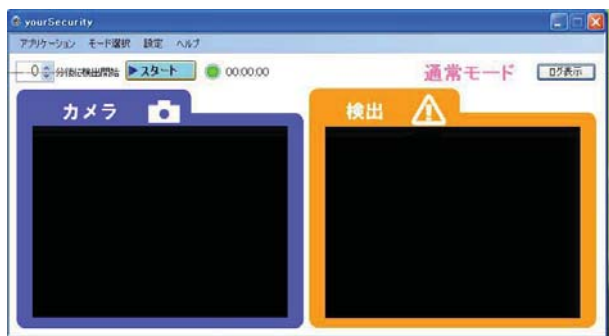 yourSecurity
アプリケーション モード選択 設定 ヘルプ
0 分後に検出開始 スタート 00:00:00 通常モード ログ表示
カメラ 検出